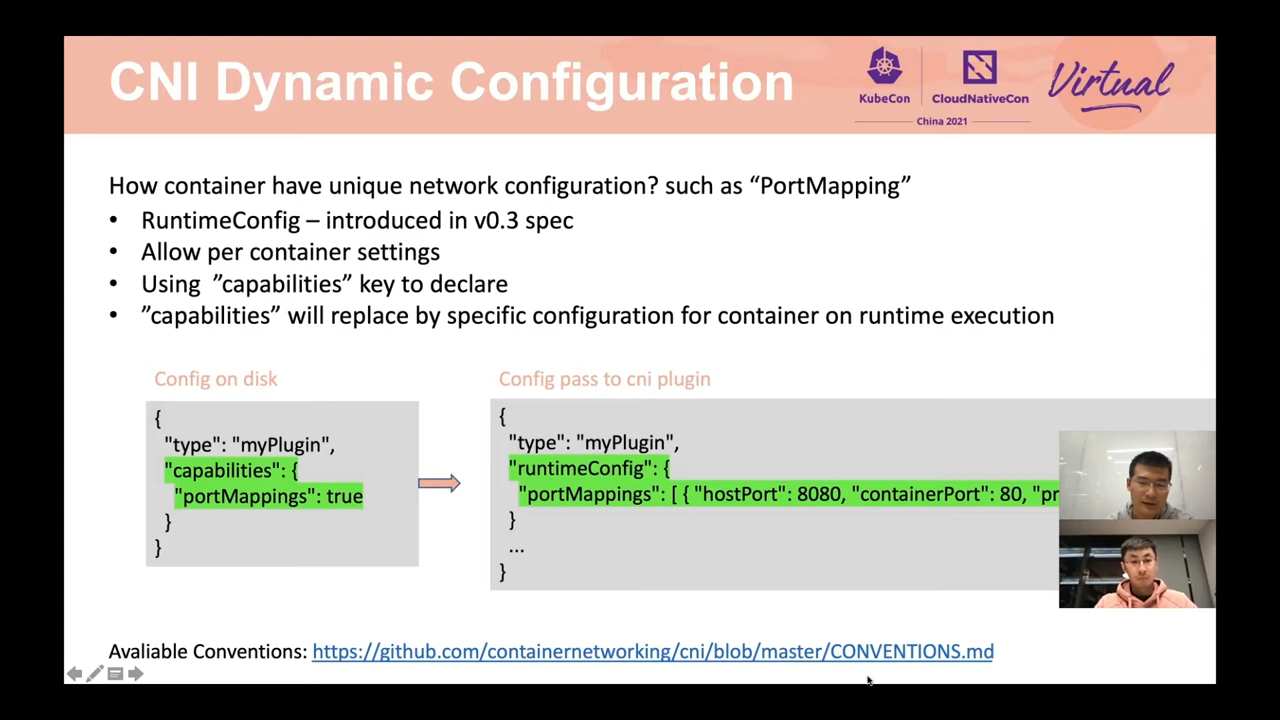 CNI Dynamic Configuration
KubeCon
CloudNativeCon
China 2021
Virtual
How container have unique network configuration? such as “PortMapping”
• RuntimeConfig – introduced in v0.3 spec
• Allow per container settings
• Using ”capabilities” key to declare
• ”capabilities” will replace by specific configuration for container on runtime execution
Config on disk
{
"type": "myPlugin",
"capabilities": {
"portMappings": true
}
}
Config pass to cni plugin
{
"type": "myPlugin",
"runtimeConfig": {
"portMappings": [ { "hostPort": 8080, "containerPort": 80, "pr
}
...
}
Avaliable Conventions: https://github.com/containernetworking/cni/blob/master/CONVENTIONS.md